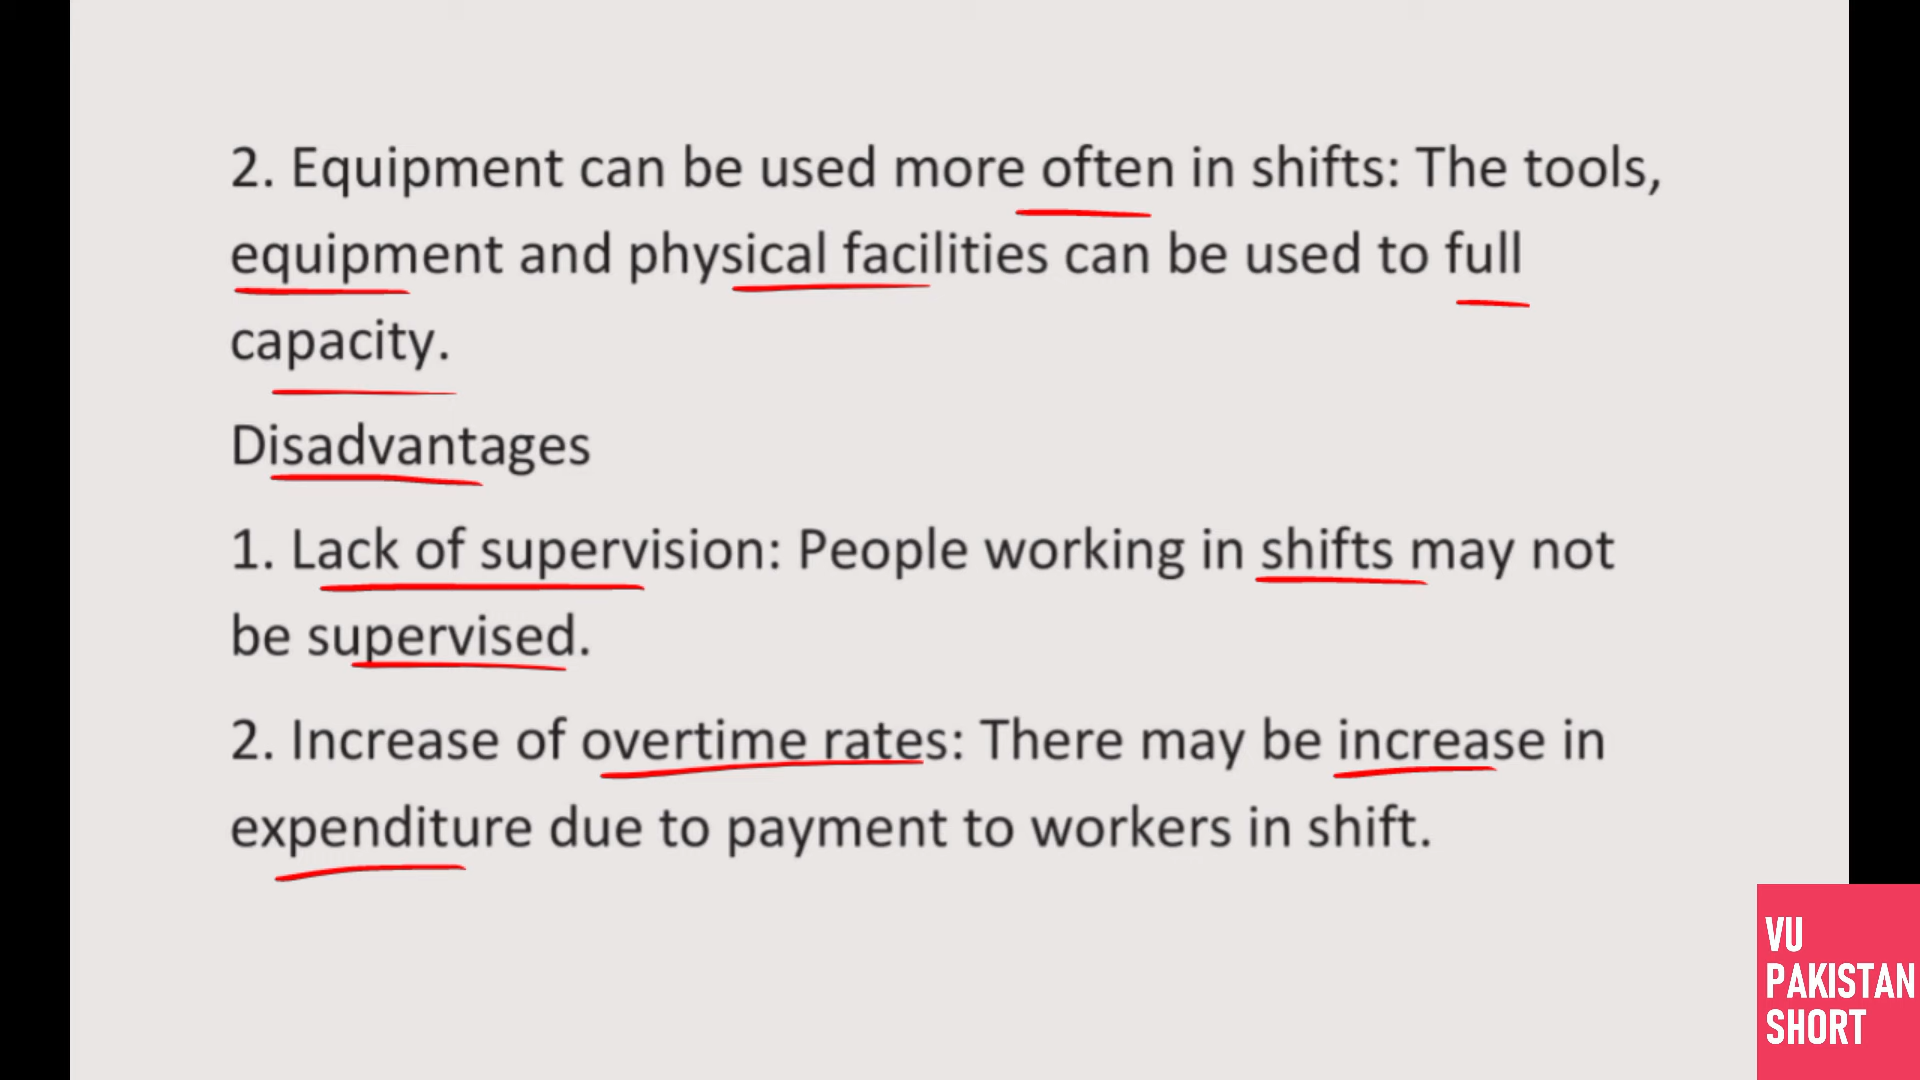 2. Equipment can be used more often in shifts: The tools,
equipment and physical facilities can be used to full
capacity.
Disadvantages
1. Lack of supervision: People working in shifts may not
be supervised.
2. Increase of overtime rates: There may be increase in
expenditure due to payment to workers in shift.
VU
PAKISTAN
SHORT